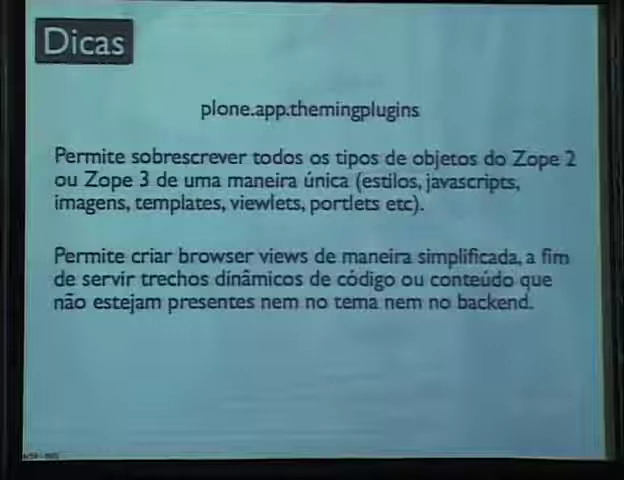 Dicas
plone.app.themingplugins
Permite sobrescrever todos os tipos de objetos do Zope 2
ou Zope 3 de uma maneira única (estilos, javascripts,
imagens, templates, viewlets, portlets etc).
Permite criar browser views de maneira simplificada, a fim
de servir trechos dinâmicos de código ou conteúdo que
não estejam presentes nem no tema nem no backend.